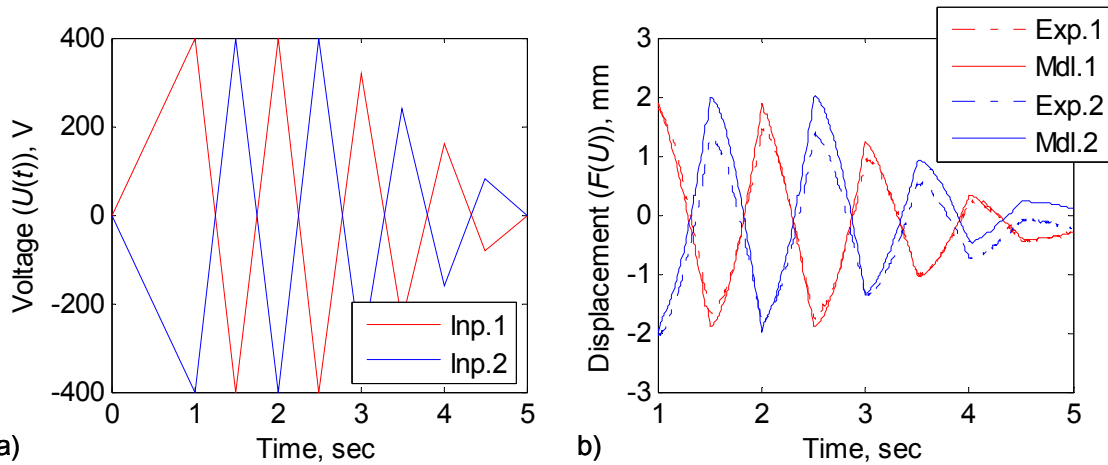 400
200
0
-200
-400
Voltage (U(t)), V
0 1 2 3 4 5
Time, sec
Inp.1
Inp.2
a)
3
2
1
0
-1
-2
-3
Displacement (F(U)), mm
1 2 3 4 5
Time, sec
Exp.1
Mdl.1
Exp.2
Mdl.2
b)